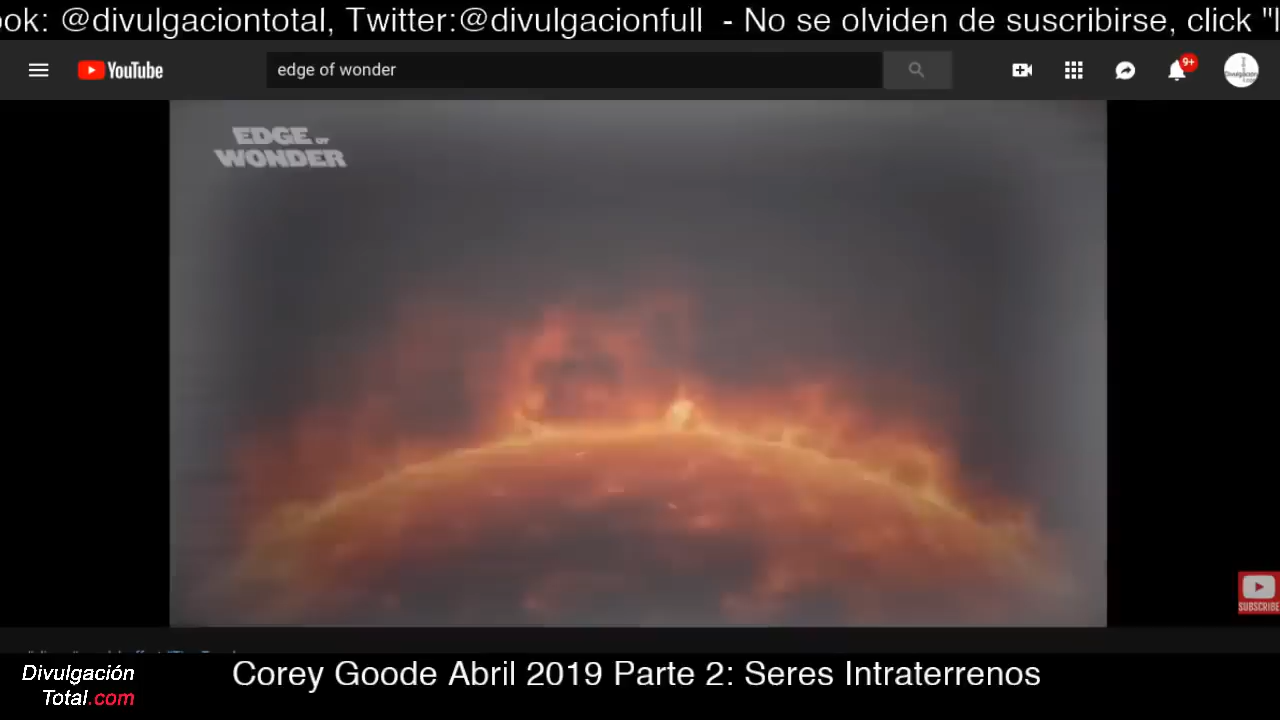 ook: @divulgaciontotal, Twitter:@divulgacionfull - No se olviden de suscribirse, click "l
YouTube
edge of wonder
9+
EDGE OF
WONDER
SUBSCRIBE
Divulgación
Total.com
Corey Goode Abril 2019 Parte 2: Seres Intraterrenos